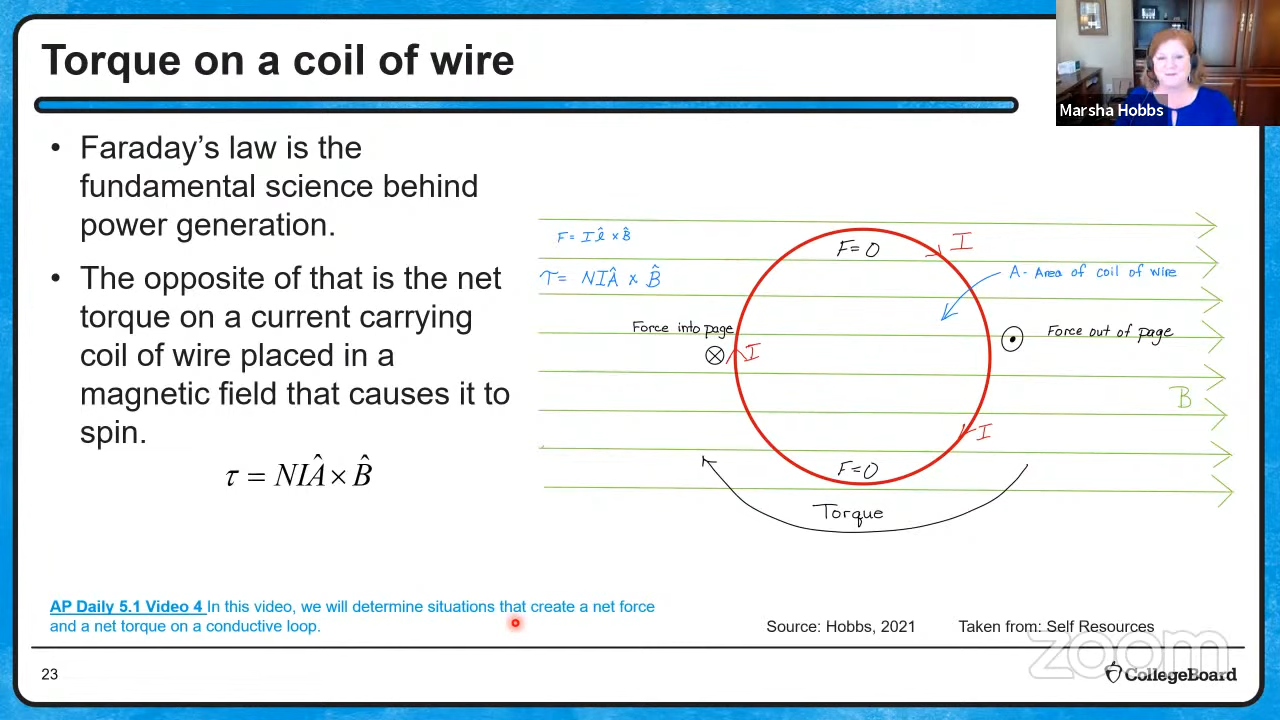 Torque on a coil of wire
Marsha Hobbs
• Faraday’s law is the
fundamental science behind
power generation.
• The opposite of that is the net
torque on a current carrying
coil of wire placed in a
magnetic field that causes it to
spin.
τ = NIÂ × B̂
F = I ℓ̂ × B̂
τ = NIÂ × B̂
F=0
I
A - Area of coil of wire
Force into page
I
Force out of page
B
I
F=0
Torque
AP Daily 5.1 Video 4 In this video, we will determine situations that create a net force
and a net torque on a conductive loop.
Source: Hobbs, 2021
Taken from: Self Resources
zoom
23
CollegeBoard